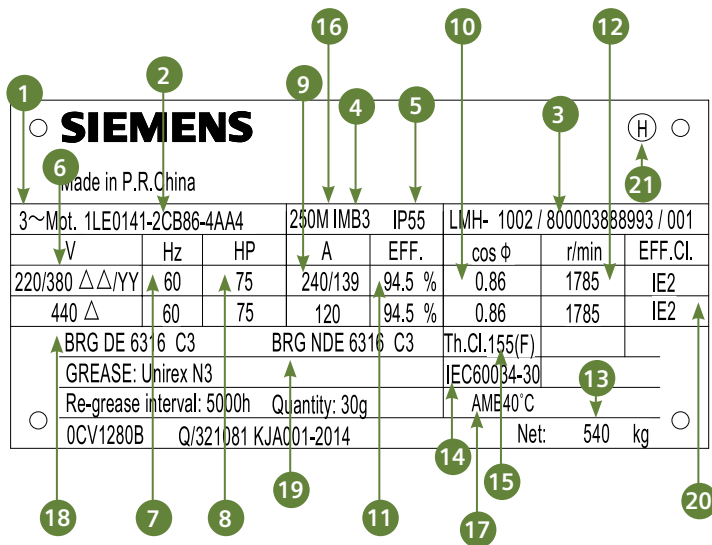 16 10 12
1 2 9 4 5 3
SIEMENS H
6 21
Made in P.R.China
3~Mot. 1LE0141-2CB86-4AA4 250M IMB3 IP55 LMH- 1002 / 800003888993 / 001
V Hz HP A EFF. cos ϕ r/min EFF.Cl.
220/380 △△/YY 60 75 240/139 94.5 % 0.86 1785 IE2
440 △ 60 75 120 94.5 % 0.86 1785 IE2
BRG DE 6316 C3 BRG NDE 6316 C3 Th.Cl.155(F)
GREASE: Unirex N3 IEC60034-30
Re-grease interval: 5000h Quantity: 30g AMB40°C
13
0CV1280B Q/321081 KJA001-2014 Net: 540 kg
14
18 7 8 19 11 17 15 20